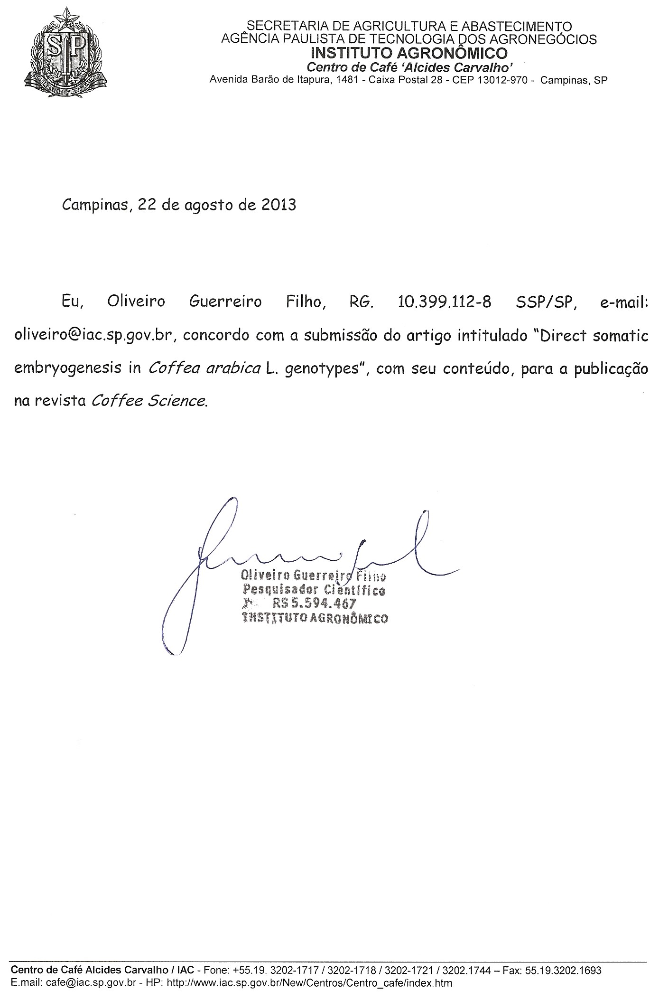 SP
SECRETARIA DE AGRICULTURA E ABASTECIMENTO
AGÊNCIA PAULISTA DE TECNOLOGIA DOS AGRONEGÓCIOS
INSTITUTO AGRONÔMICO
Centro de Café ‘Alcides Carvalho’
Avenida Barão de Itapura, 1481 - Caixa Postal 28 - CEP 13012-970 - Campinas, SP
Campinas, 22 de agosto de 2013
Eu, Oliveiro Guerreiro Filho, RG. 10.399.112-8 SSP/SP, e-mail:
oliveiro@iac.sp.gov.br, concordo com a submissão do artigo intitulado “Direct somatic
embryogenesis in Coffea arabica L. genotypes”, com seu conteúdo, para a publicação
na revista Coffee Science.
Oliveiro Guerreiro Filho
Pesquisador Científico
RS 5.594.467
INSTITUTO AGRONÔMICO
Centro de Café Alcides Carvalho / IAC - Fone: +55.19. 3202-1717 / 3202-1718 / 3202-1721 / 3202.1744 – Fax: 55.19.3202.1693
E.mail: cafe@iac.sp.gov.br - HP: http://www.iac.sp.gov.br/New/Centros/Centro_cafe/index.htm